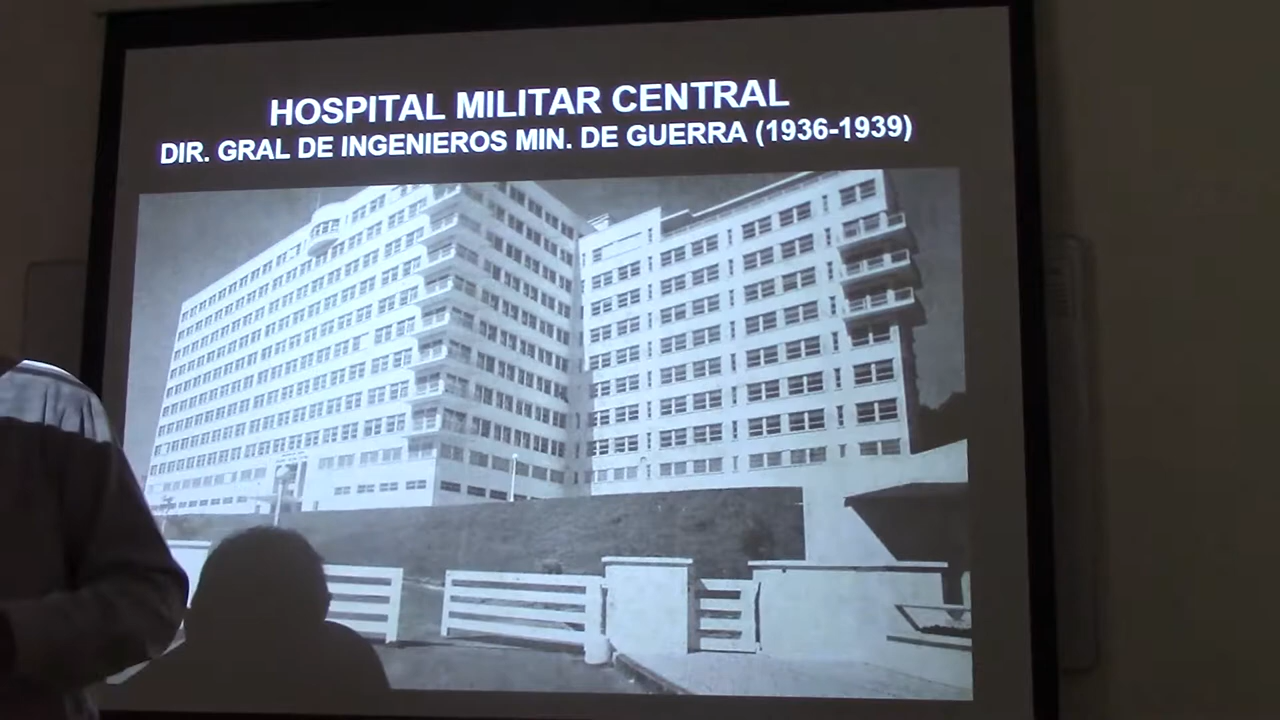 HOSPITAL MILITAR CENTRAL
DIR. GRAL DE INGENIEROS MIN. DE GUERRA (1936-1939)